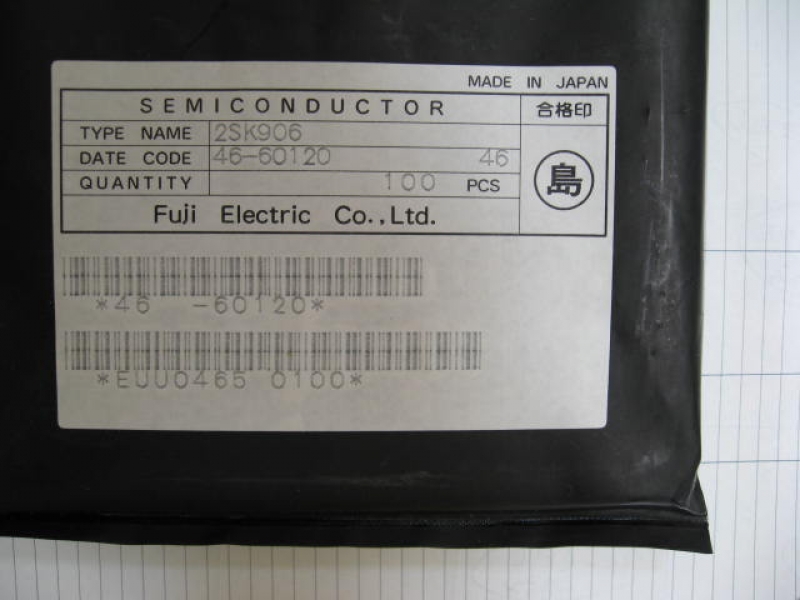 MADE IN JAPAN
SEMICONDUCTOR 合格印
TYPE NAME 2SK906
DATE CODE 46-60120 46
QUANTITY 100 PCS
島
Fuji Electric Co.,Ltd.
*46 -60120*
*EUU0465 0100*